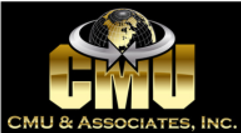 CMU
CMU & ASSOCIATES, INC.